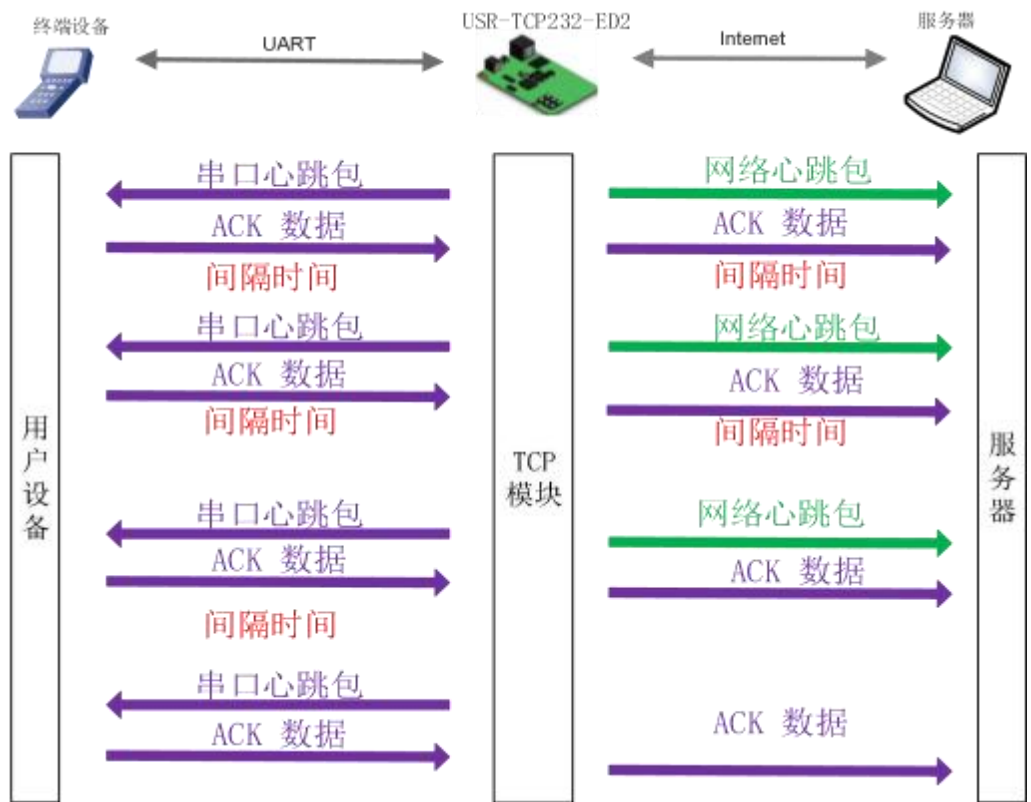 终端设备
USR-TCP232-ED2
服务器
UART
Internet
串口心跳包
网络心跳包
ACK 数据
ACK 数据
间隔时间
间隔时间
串口心跳包
网络心跳包
ACK 数据
ACK 数据
间隔时间
间隔时间
用户设备
TCP
模块
服务器
串口心跳包
网络心跳包
ACK 数据
ACK 数据
间隔时间
串口心跳包
ACK 数据
ACK 数据